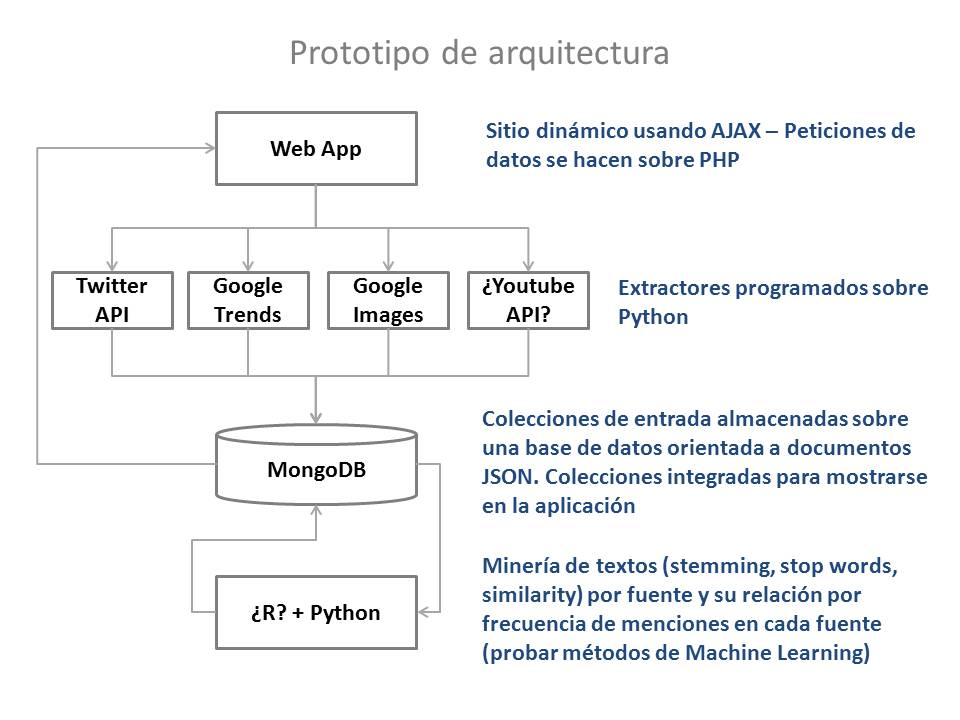 Prototipo de arquitectura
Web App
Sitio dinámico usando AJAX – Peticiones de
datos se hacen sobre PHP
Twitter
API
Google
Trends
Google
Images
¿Youtube
API?
Extractores programados sobre
Python
MongoDB
Colecciones de entrada almacenadas sobre
una base de datos orientada a documentos
JSON. Colecciones integradas para mostrarse
en la aplicación
¿R? + Python
Minería de textos (stemming, stop words,
similarity) por fuente y su relación por
frecuencia de menciones en cada fuente
(probar métodos de Machine Learning)